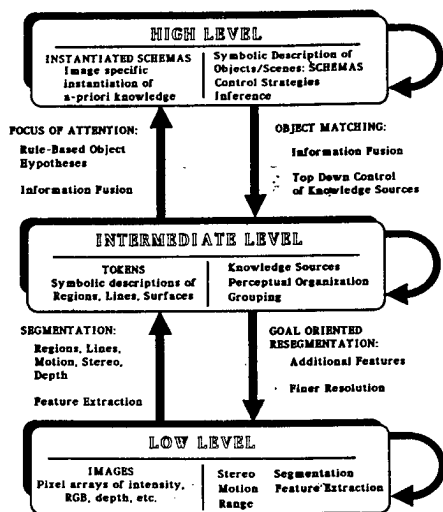 HIGH LEVEL
INSTANTIATED SCHEMAS
Image specific
instantiation of
a-priori knowledge
Symbolic Description of
Objects/Scenes: SCHEMAS
Control Strategies
Inference
FOCUS OF ATTENTION:
Rule-Based Object
Hypotheses
Information Fusion
OBJECT MATCHING:
Information Fusion
Top Down Control
of Knowledge Sources
INTERMEDIATE LEVEL
TOKENS
Symbolic descriptions of
Regions, Lines, Surfaces
Knowledge Sources
Perceptual Organization
Grouping
SEGMENTATION:
Regions, Lines,
Motion, Stereo,
Depth
Feature Extraction
GOAL ORIENTED
RESEGMENTATION:
Additional Features
Finer Resolution
LOW LEVEL
IMAGES
Pixel arrays of intensity,
RGB, depth, etc.
Stereo Segmentation
Motion Feature Extraction
Range